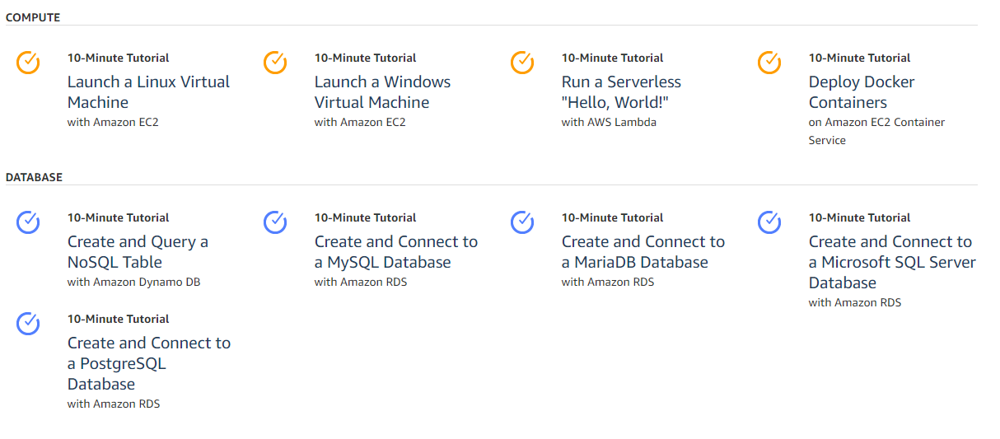 COMPUTE
10-Minute Tutorial
Launch a Linux Virtual
Machine
with Amazon EC2
10-Minute Tutorial
Launch a Windows
Virtual Machine
with Amazon EC2
10-Minute Tutorial
Run a Serverless
"Hello, World!"
with AWS Lambda
10-Minute Tutorial
Deploy Docker
Containers
on Amazon EC2 Container
Service
DATABASE
10-Minute Tutorial
Create and Query a
NoSQL Table
with Amazon Dynamo DB
10-Minute Tutorial
Create and Connect to
a MySQL Database
with Amazon RDS
10-Minute Tutorial
Create and Connect to
a MariaDB Database
with Amazon RDS
10-Minute Tutorial
Create and Connect to
a Microsoft SQL Server
Database
with Amazon RDS
10-Minute Tutorial
Create and Connect to
a PostgreSQL
Database
with Amazon RDS